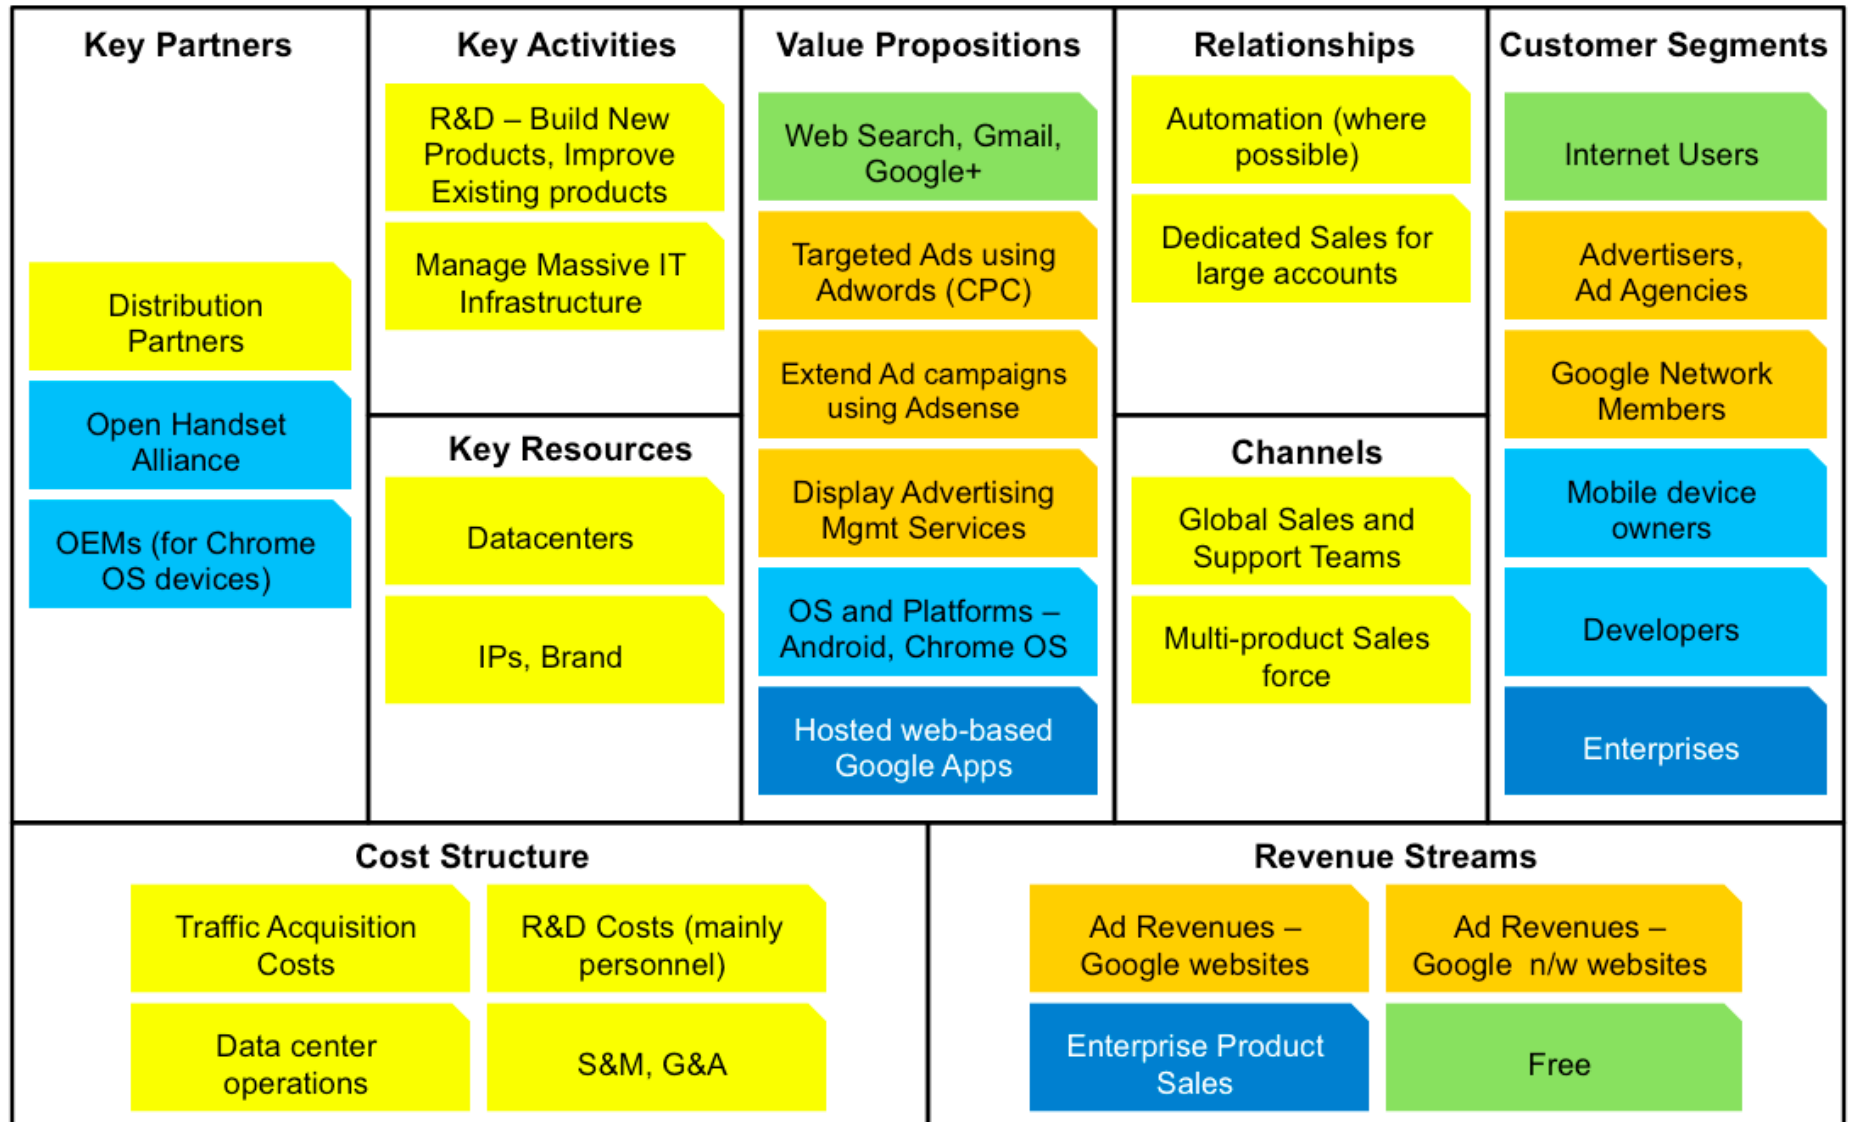 Key Partners
Distribution
Partners
Open Handset
Alliance
OEMs (for Chrome
OS devices)
Key Activities
R&D – Build New
Products, Improve
Existing products
Manage Massive IT
Infrastructure
Key Resources
Datacenters
IPs, Brand
Value Propositions
Web Search, Gmail,
Google+
Targeted Ads using
Adwords (CPC)
Extend Ad campaigns
using Adsense
Display Advertising
Mgmt Services
OS and Platforms –
Android, Chrome OS
Hosted web-based
Google Apps
Relationships
Automation (where
possible)
Dedicated Sales for
large accounts
Channels
Global Sales and
Support Teams
Multi-product Sales
force
Customer Segments
Internet Users
Advertisers,
Ad Agencies
Google Network
Members
Mobile device
owners
Developers
Enterprises
Cost Structure
Traffic Acquisition
Costs
R&D Costs (mainly
personnel)
Data center
operations
S&M, G&A
Revenue Streams
Ad Revenues –
Google websites
Ad Revenues –
Google n/w websites
Enterprise Product
Sales
Free